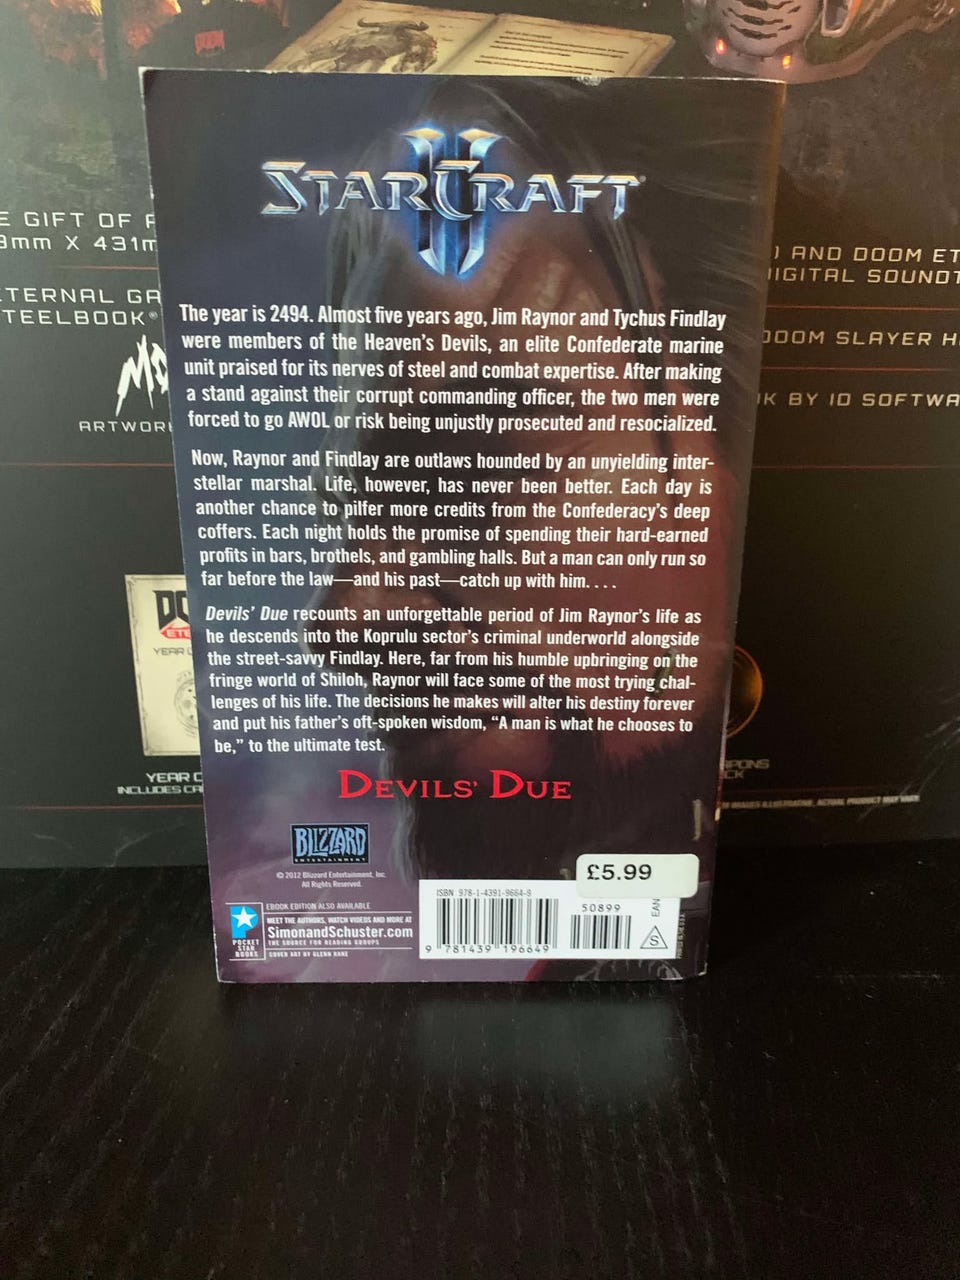 DOOM
STARCRAFT
II
The year is 2494. Almost five years ago, Jim Raynor and Tychus Findlay
were members of the Heaven's Devils, an elite Confederate marine
unit praised for its nerves of steel and combat expertise. After making
a stand against their corrupt commanding officer, the two men were
forced to go AWOL or risk being unjustly prosecuted and resocialized.
Now, Raynor and Findlay are outlaws hounded by an unyielding inter-
stellar marshal. Life, however, has never been better. Each day is
another chance to pilfer more credits from the Confederacy's deep
coffers. Each night holds the promise of spending their hard-earned
profits in bars, brothels, and gambling halls. But a man can only run so
far before the law—and his past—catch up with him. . . .
Devils' Due recounts an unforgettable period of Jim Raynor's life as
he descends into the Koprulu sector's criminal underworld alongside
the street-savvy Findlay. Here, far from his humble upbringing on the
fringe world of Shiloh, Raynor will face some of the most trying chal-
lenges of his life. The decisions he makes will alter his destiny forever
and put his father's oft-spoken wisdom, “A man is what he chooses to
be,” to the ultimate test.
DEVILS' DUE
BLIZZARD
ENTERTAINMENT
© 2012 Blizzard Entertainment, Inc.
All Rights Reserved.
EBOOK EDITION ALSO AVAILABLE
MEET THE AUTHORS, WATCH VIDEOS AND MORE AT
SimonandSchuster.com
THE SOURCE FOR READING GROUPS
COVER ART BY GLENN RANE
POCKET
STAR
BOOKS
£5.99
ISBN 978-1-4391-9664-9
50899
9 781439 196649
EAN
S
E GIFT OF
mm X 431m
ETERNAL GA
TEELBOOK®
ARTWORK
YEAR
INCLUDES
AND DOOM ET
DIGITAL SOUNDT
DOOM SLAYER H
K BY ID SOFTWA
IMAGES ILLUSTRATIVE, ACTUAL PRODUCT MAY VARY